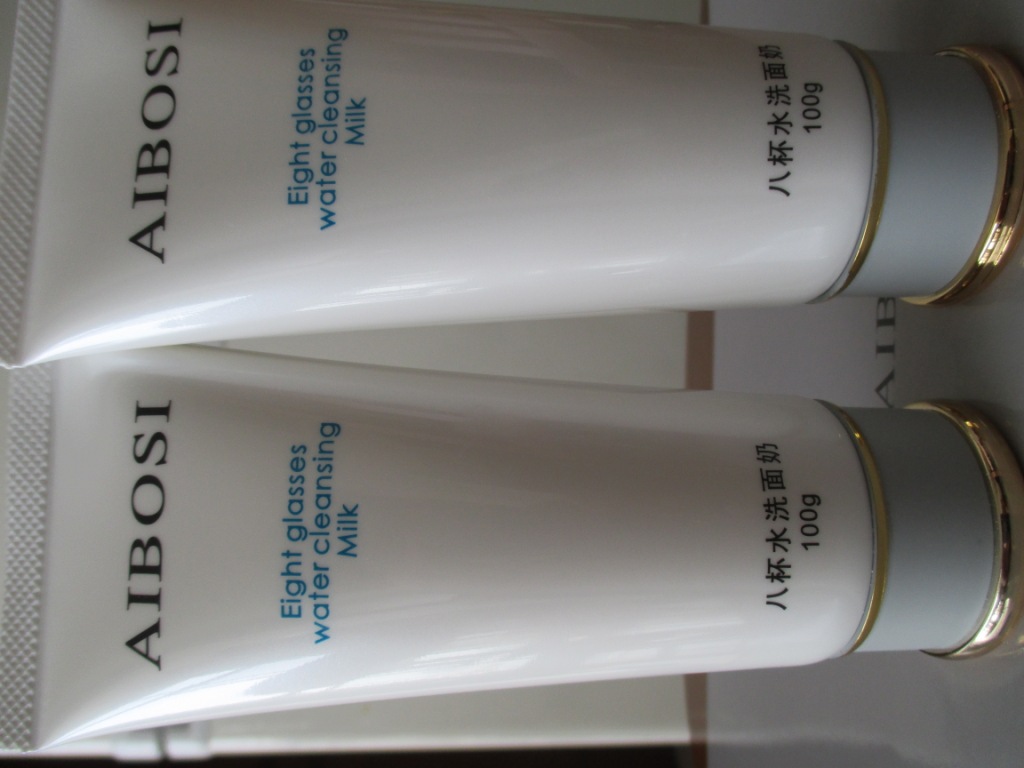 AIBOSI
Eight glasses
water cleansing
Milk
八杯水洗面奶
100g
AIBOSI
Eight glasses
water cleansing
Milk
八杯水洗面奶
100g